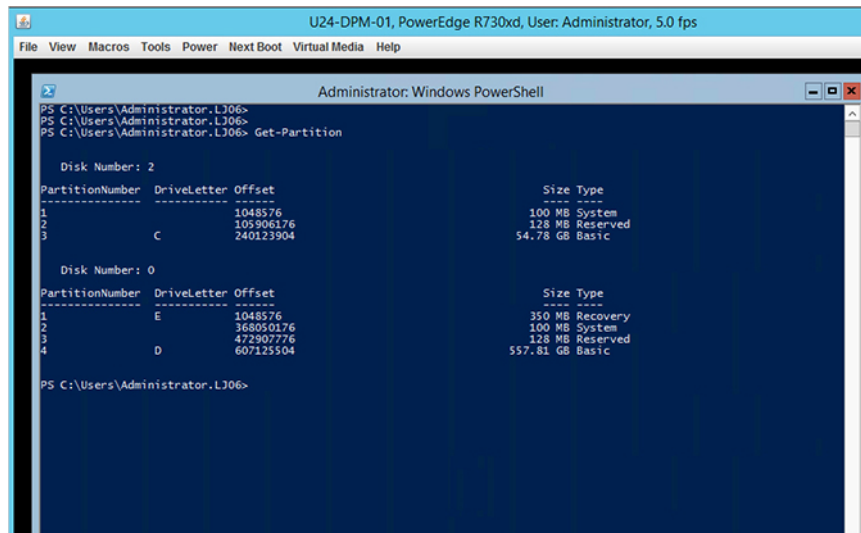 U24-DPM-01, PowerEdge R730xd, User: Administrator, 5.0 fps
File View Macros Tools Power Next Boot Virtual Media Help
Administrator: Windows PowerShell
PS C:\Users\Administrator.LJ06>
PS C:\Users\Administrator.LJ06>
PS C:\Users\Administrator.LJ06> Get-Partition
Disk Number: 2
PartitionNumber DriveLetter Offset Size Type
--------------- ----------- ------ ---- ----
1 1048576 100 MB System
2 105906176 128 MB Reserved
3 C 240123904 54.78 GB Basic
Disk Number: 0
PartitionNumber DriveLetter Offset Size Type
--------------- ----------- ------ ---- ----
1 E 1048576 350 MB Recovery
2 368050176 100 MB System
3 472907776 128 MB Reserved
4 D 607125504 557.81 GB Basic
PS C:\Users\Administrator.LJ06>